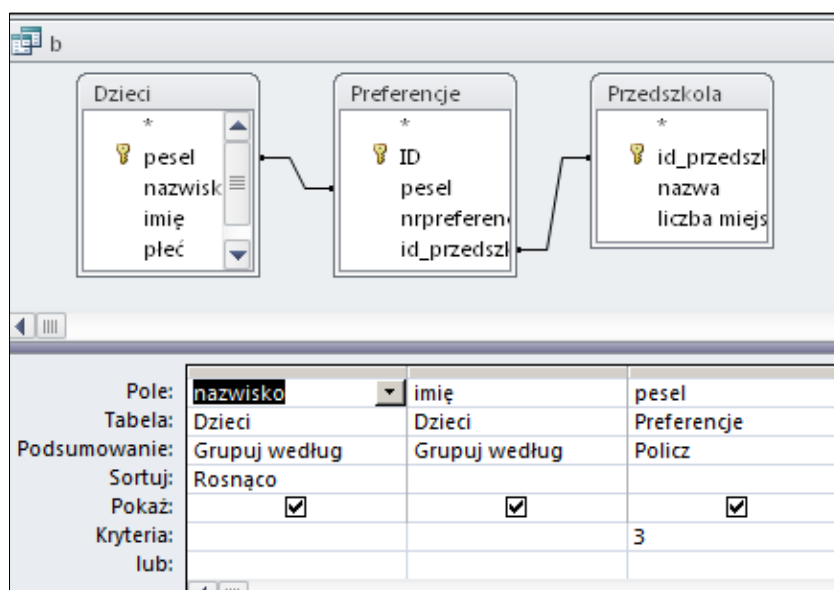 b
Dzieci
*
pesel
nazwisk
imię
płeć
Preferencje
*
ID
pesel
nrpreferen
id_przedszk
Przedszkola
*
id_przedszk
nazwa
liczba miejs
Pole: nazwisko imię pesel
Tabela: Dzieci Dzieci Preferencje
Podsumowanie: Grupuj według Grupuj według Policz
Sortuj: Rosnąco
Pokaż:
Kryteria: 3
lub: